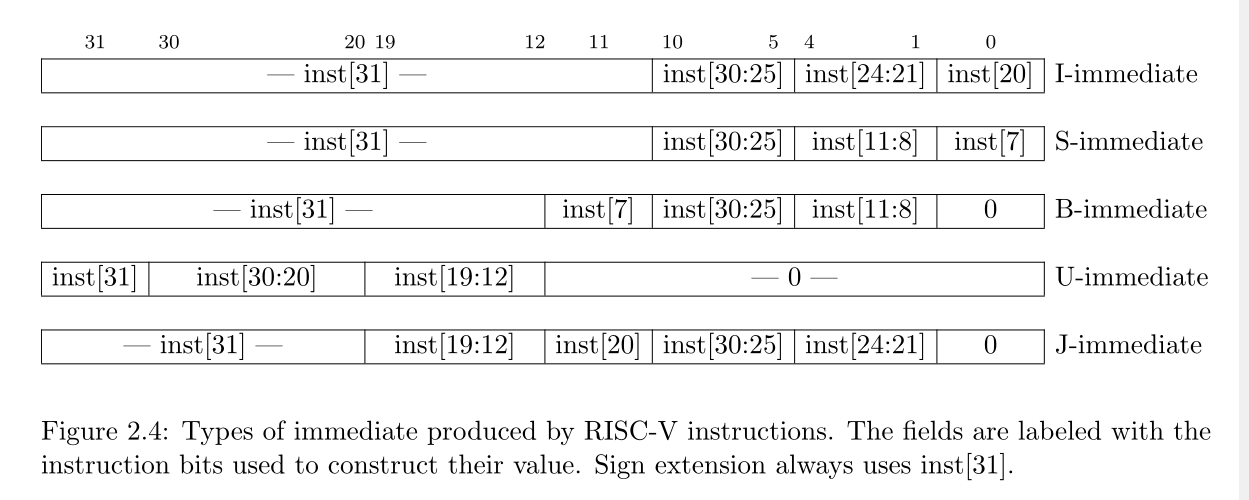 31 30 20 19 12 11 10 5 4 1 0
— inst[31] — inst[30:25] inst[24:21] inst[20] I-immediate
— inst[31] — inst[30:25] inst[11:8] inst[7] S-immediate
— inst[31] — inst[7] inst[30:25] inst[11:8] 0 B-immediate
inst[31] inst[30:20] inst[19:12] — 0 — U-immediate
— inst[31] — inst[19:12] inst[20] inst[30:25] inst[24:21] 0 J-immediate
Figure 2.4: Types of immediate produced by RISC-V instructions. The fields are labeled with the
instruction bits used to construct their value. Sign extension always uses inst[31].